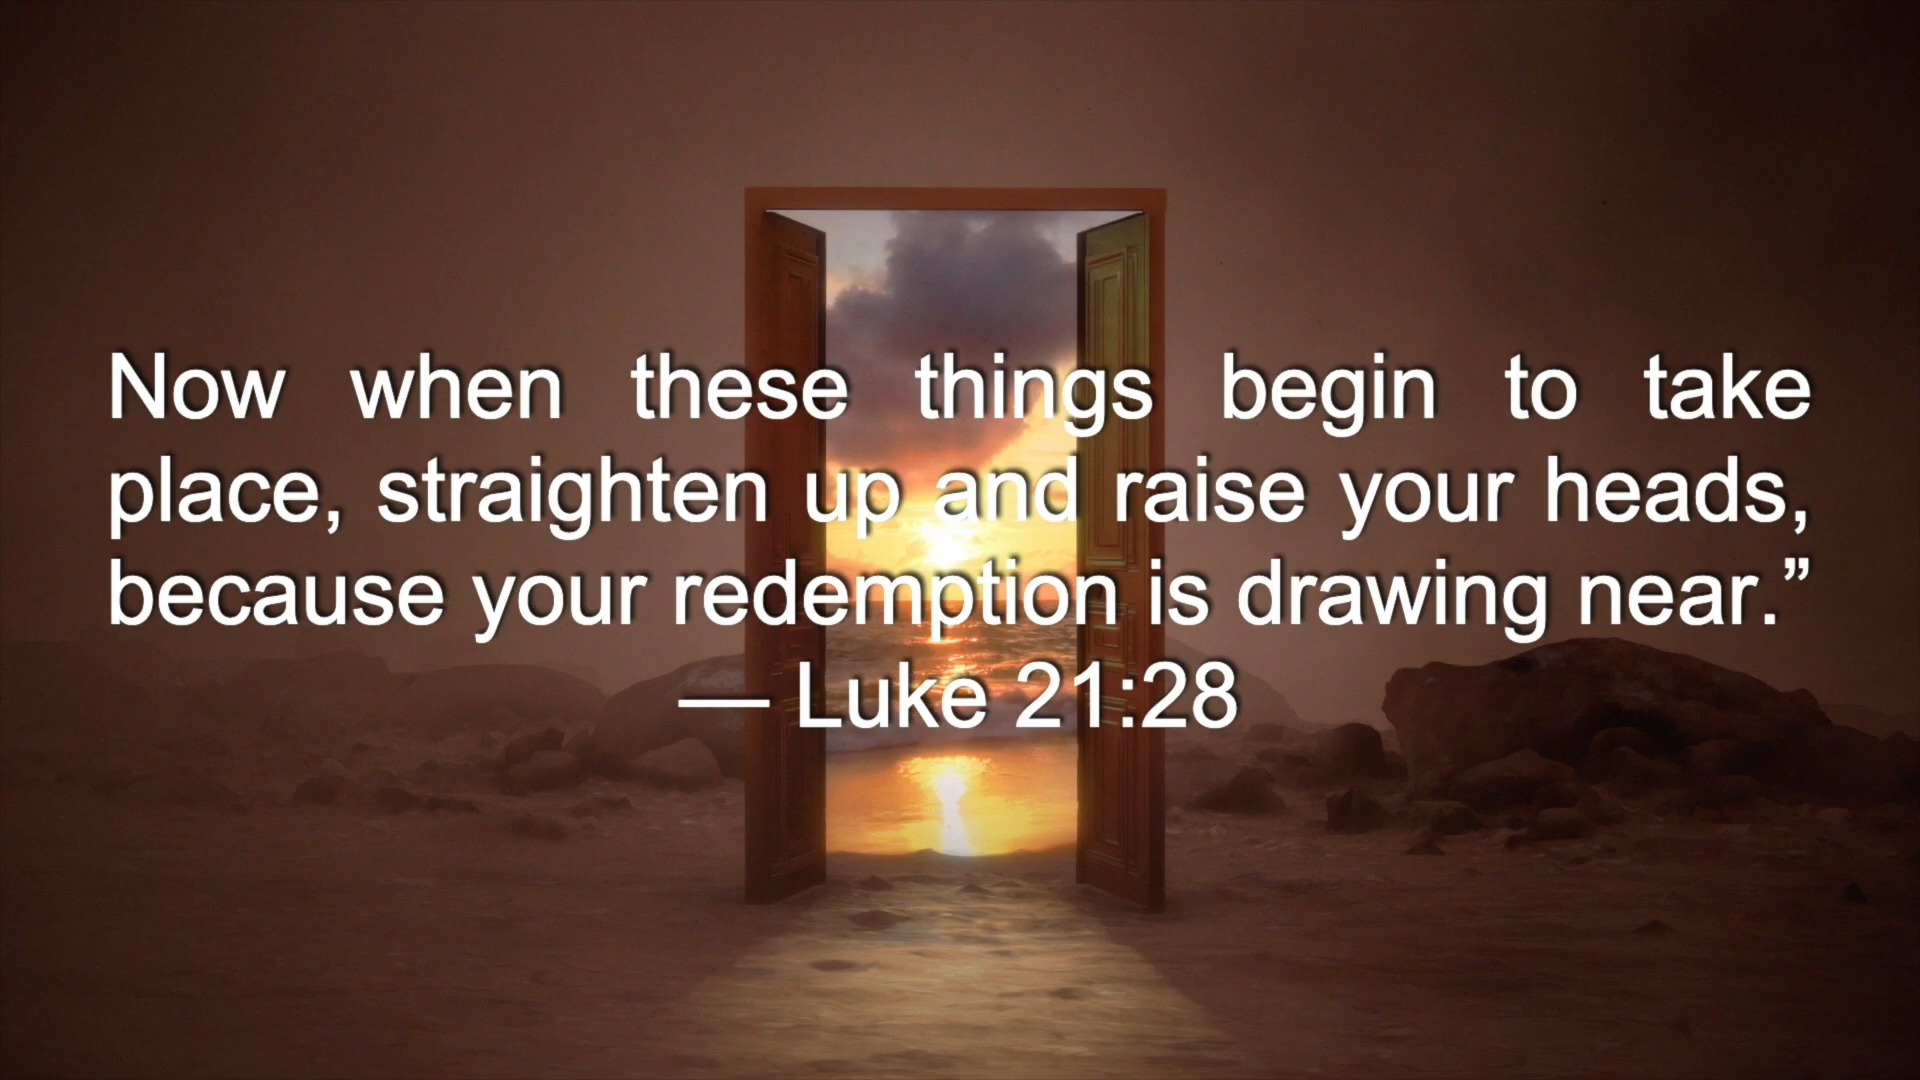 Now when these things begin to take
place, straighten up and raise your heads,
because your redemption is drawing near.”
— Luke 21:28